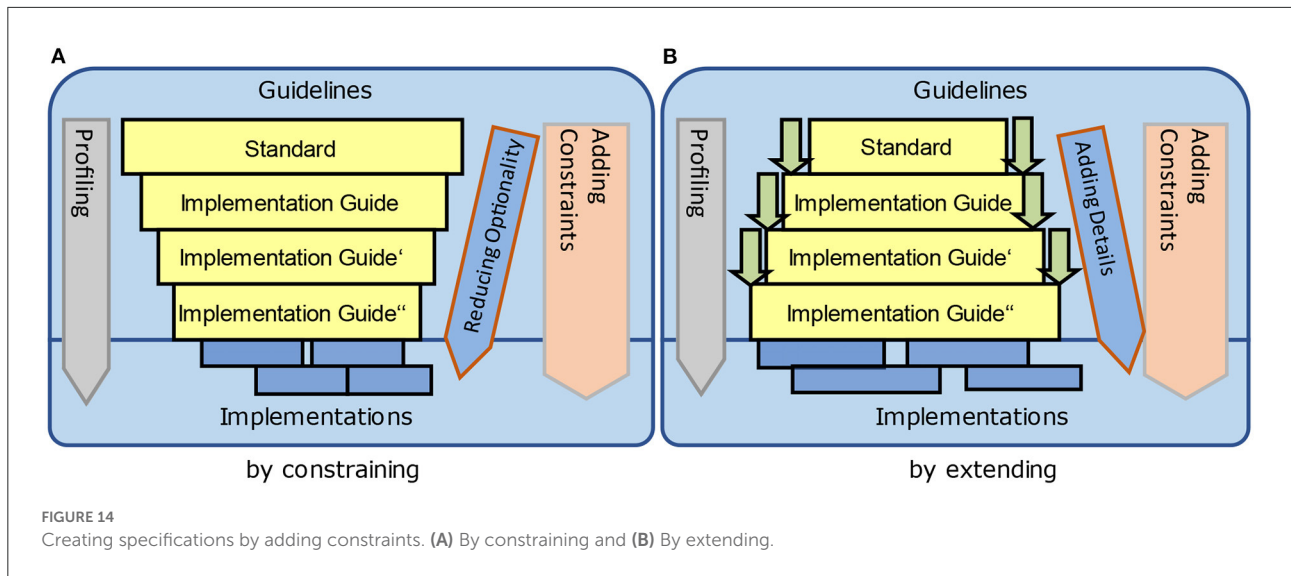 A
Guidelines
Profiling
Standard
Implementation Guide
Implementation Guide‘
Implementation Guide“
Reducing Optionality
Adding
Constraints
Implementations
by constraining
B
Guidelines
Profiling
Standard
Implementation Guide
Implementation Guide‘
Implementation Guide“
Adding Details
Adding
Constraints
Implementations
by extending
FIGURE 14
Creating specifications by adding constraints. (A) By constraining and (B) By extending.